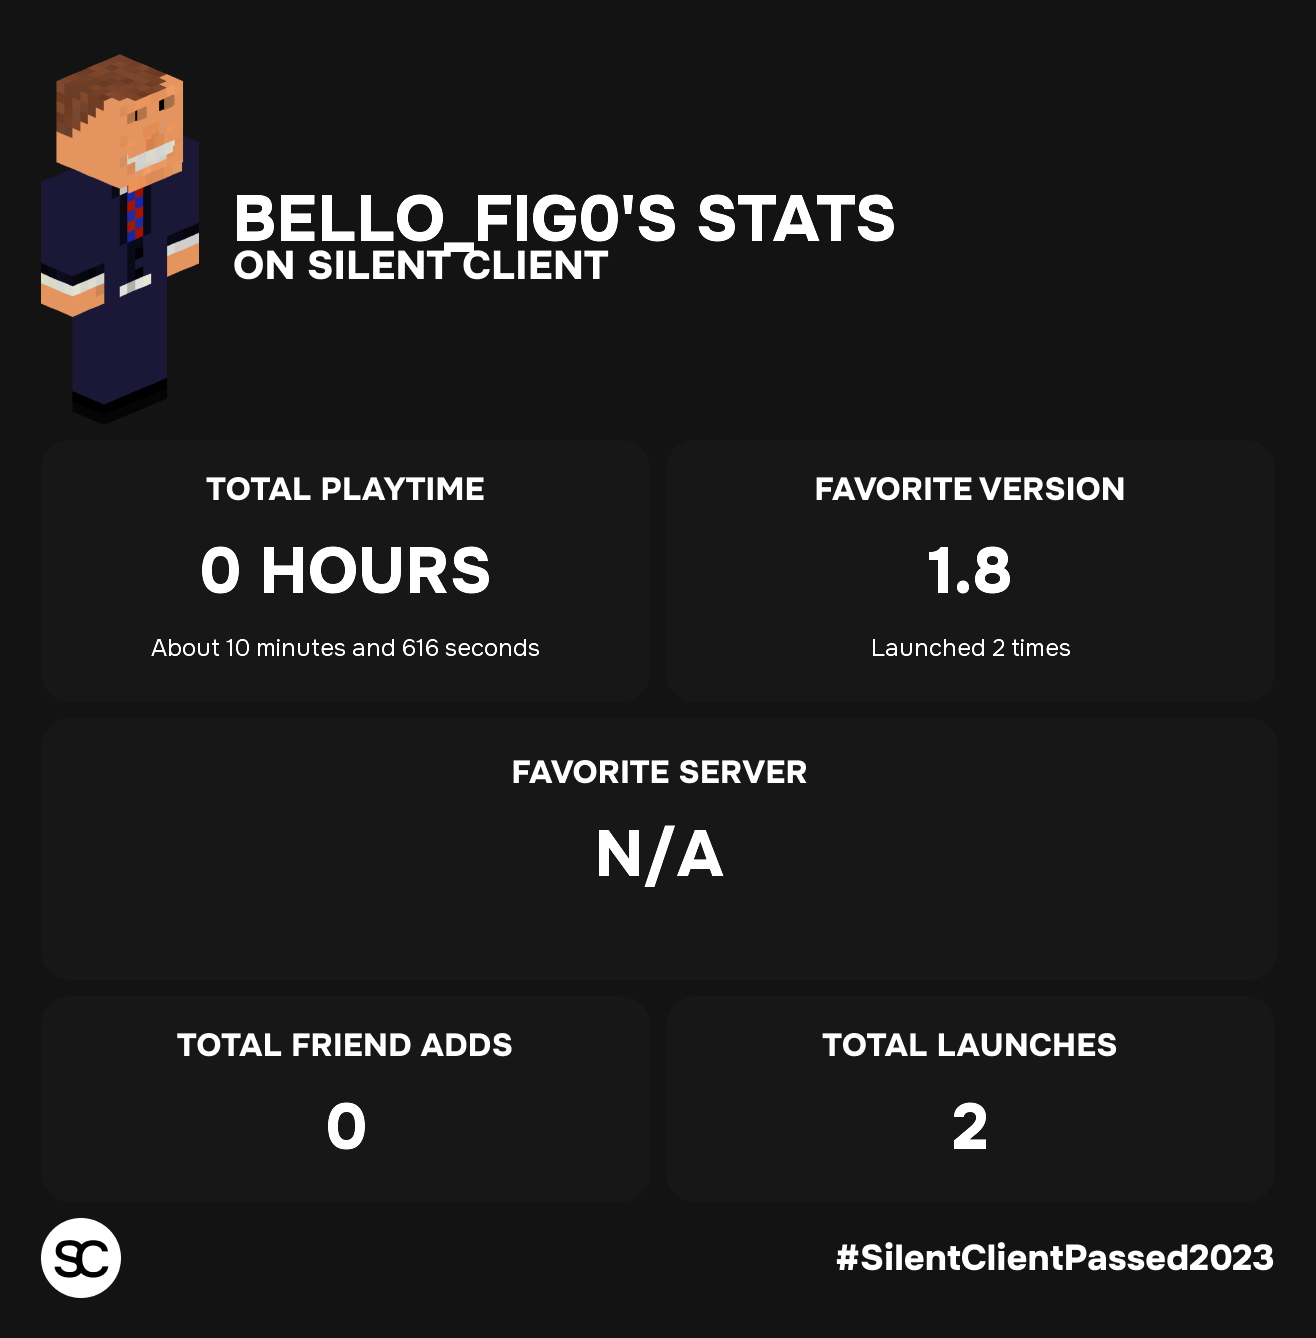 BELLO_FIG0'S STATS
ON SILENT CLIENT
TOTAL PLAYTIME
0 HOURS
About 10 minutes and 616 seconds
FAVORITE VERSION
1.8
Launched 2 times
FAVORITE SERVER
N/A
TOTAL FRIEND ADDS
0
TOTAL LAUNCHES
2
SC
#SilentClientPassed2023